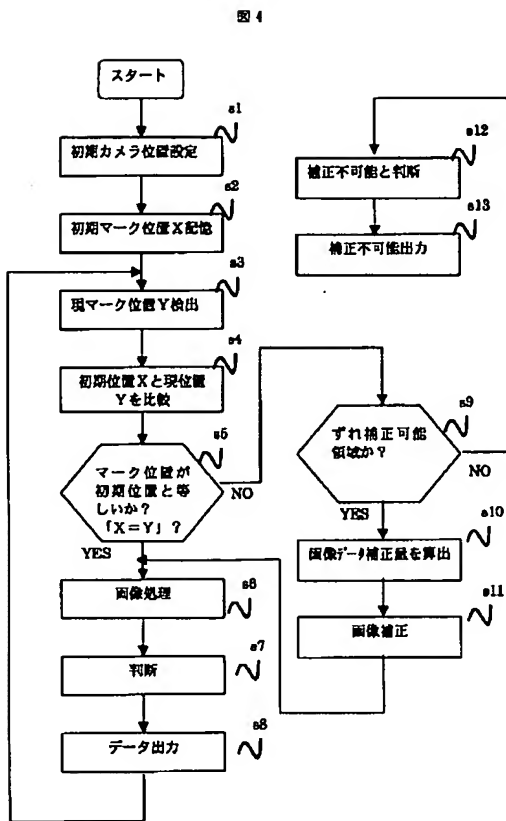 図4
スタート
s1
初期カメラ位置設定
s2
初期マーク位置X記憶
s3
現マーク位置Y検出
s4
初期位置Xと現位置
Yを比較
s5
マーク位置が
初期位置と等
しいか?
「X=Y」?
NO
YES
画像処理
s6
s7
判断
s8
データ出力
s12
補正不可能と判断
s13
補正不可能出力
s9
ずれ補正可能
領域か?
NO
YES
s10
画像データ補正量を算出
s11
画像補正